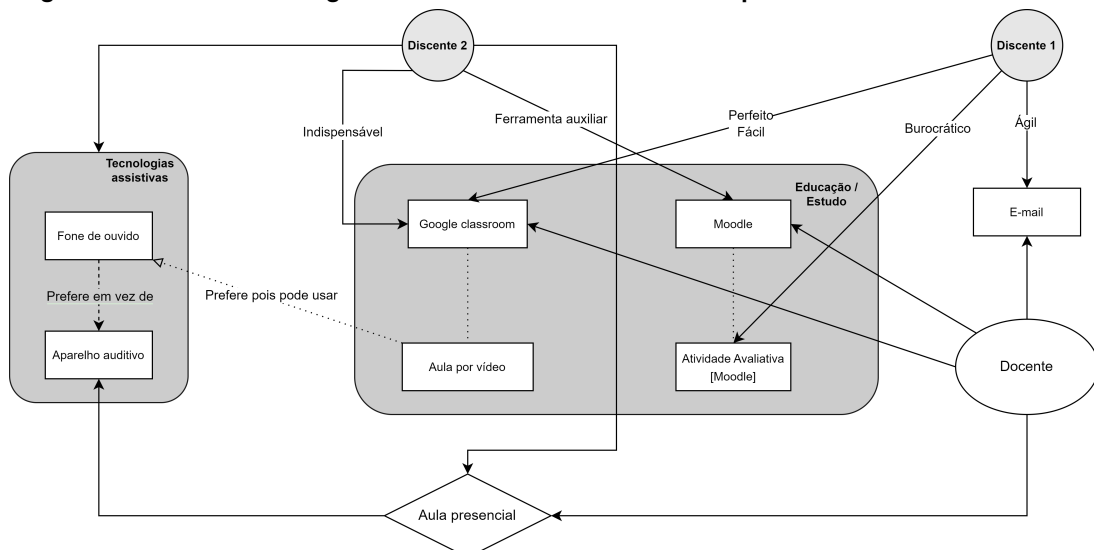 Discente 2
Discente 1
Indispensável
Ferramenta auxiliar
Perfeito
Fácil
Burocrático
Ágil
Tecnologias
assistivas
Educação /
Estudo
Fone de ouvido
Google classroom
Moodle
E-mail
Prefere em vez de
Prefere pois pode usar
Aparelho auditivo
Aula por vídeo
Atividade Avaliativa
[Moodle]
Docente
Aula presencial